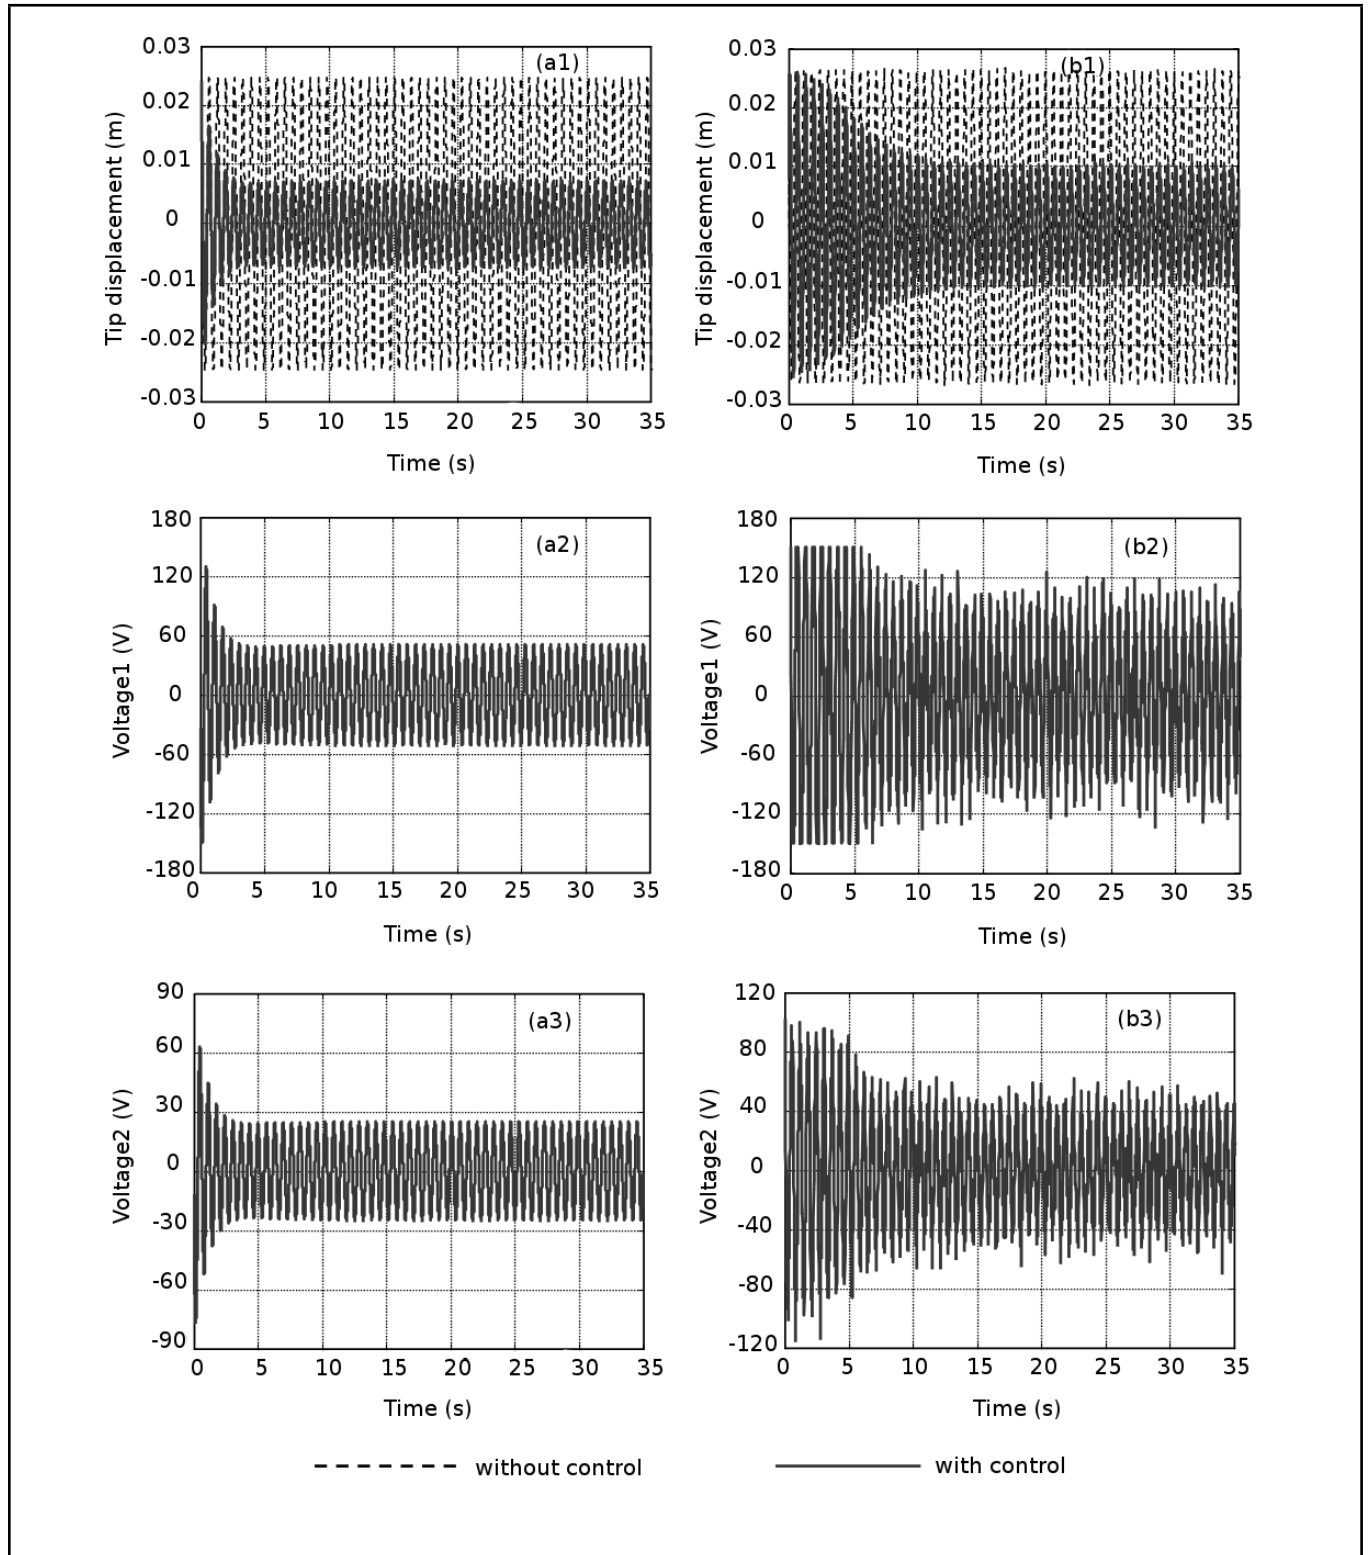 (a1)
0.03
0.02
0.01
0
-0.01
-0.02
-0.03
Tip displacement (m)
0 5 10 15 20 25 30 35
Time (s)
(b1)
0.03
0.02
0.01
0
-0.01
-0.02
-0.03
Tip displacement (m)
0 5 10 15 20 25 30 35
Time (s)
(a2)
180
120
60
0
-60
-120
-180
Voltage1 (V)
0 5 10 15 20 25 30 35
Time (s)
(b2)
180
120
60
0
-60
-120
-180
Voltage1 (V)
0 5 10 15 20 25 30 35
Time (s)
(a3)
90
60
30
0
-30
-60
-90
Voltage2 (V)
0 5 10 15 20 25 30 35
Time (s)
(b3)
120
80
40
0
-40
-80
-120
Voltage2 (V)
0 5 10 15 20 25 30 35
Time (s)
without control
with control